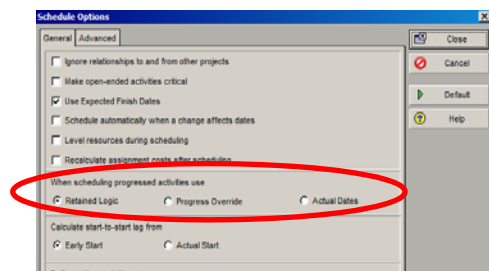 Schedule Options
General Advanced
Close
Ignore relationships to and from other projects
Cancel
Make open-ended activities critical
Use Expected Finish Dates
Default
Schedule automatically when a change affects dates
Help
Level resources during scheduling
Recalculate assignment costs after scheduling
When scheduling progressed activities use
Retained Logic Progress Override Actual Dates
Calculate start-to-start lag from
Early Start Actual Start